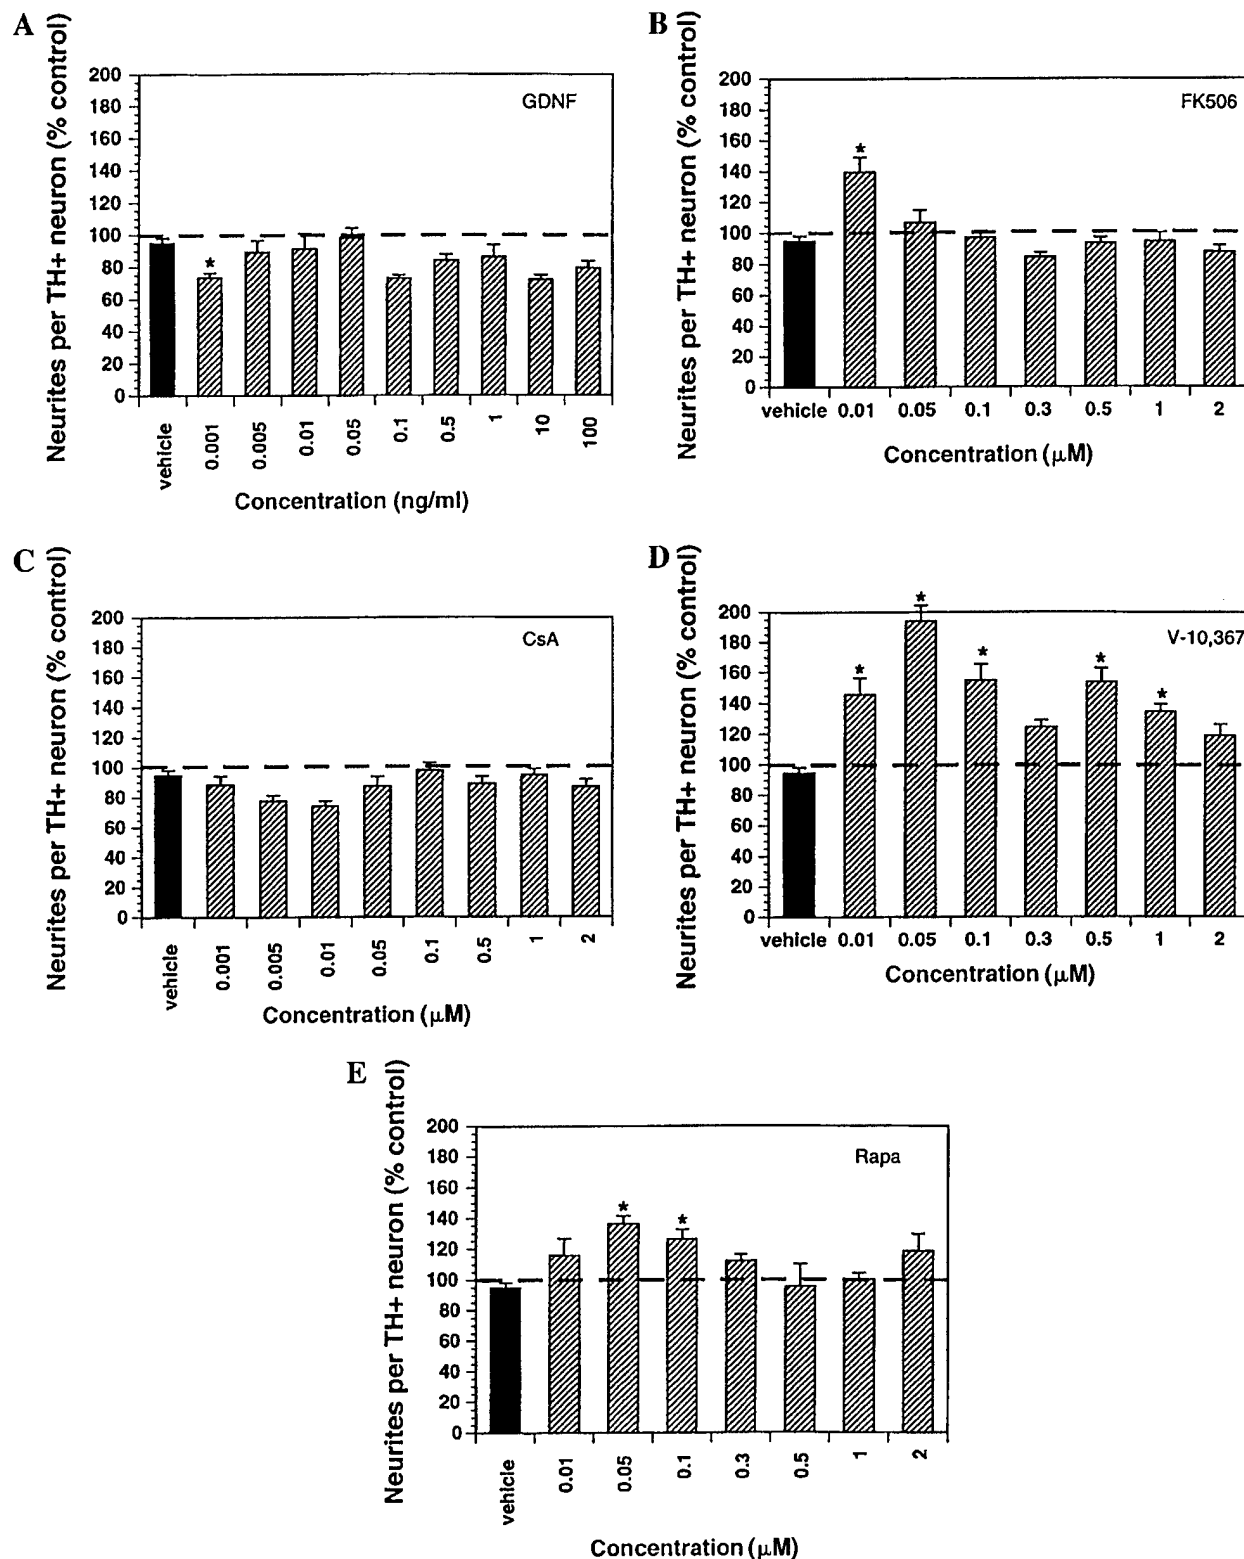 A
Neurites per TH+ neuron (% control)
200
180
160
140
120
100
80
60
40
20
0
GDNF
*
vehicle 0.001 0.005 0.01 0.05 0.1 0.5 1 10 100
Concentration (ng/ml)
B
Neurites per TH+ neuron (% control)
200
180
160
140
120
100
80
60
40
20
0
FK506
*
vehicle 0.01 0.05 0.1 0.3 0.5 1 2
Concentration (μM)
C
Neurites per TH+ neuron (% control)
200
180
160
140
120
100
80
60
40
20
0
CsA
vehicle 0.001 0.005 0.01 0.05 0.1 0.5 1 2
Concentration (μM)
D
Neurites per TH+ neuron (% control)
200
180
160
140
120
100
80
60
40
20
0
V-10,367
* * * * *
vehicle 0.01 0.05 0.1 0.3 0.5 1 2
Concentration (μM)
E
Neurites per TH+ neuron (% control)
200
180
160
140
120
100
80
60
40
20
0
Rapa
* *
vehicle 0.01 0.05 0.1 0.3 0.5 1 2
Concentration (μM)